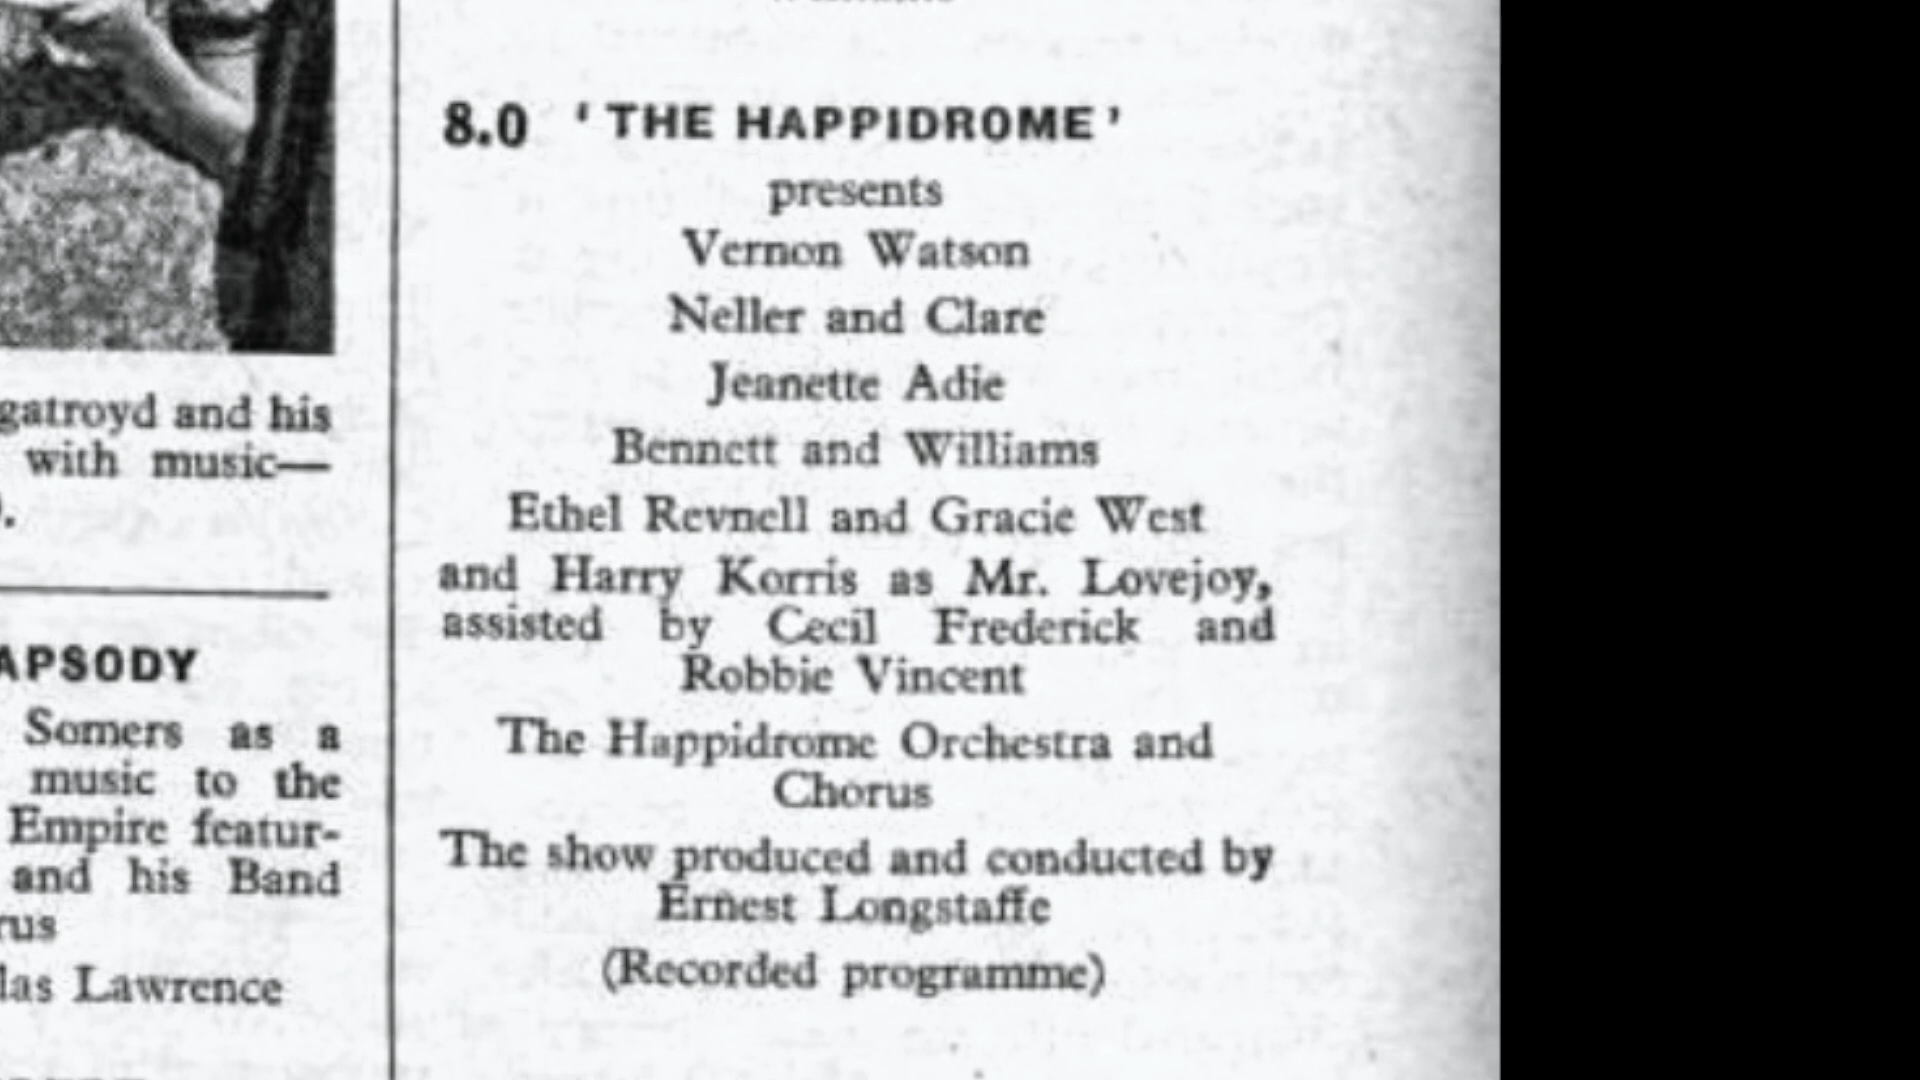 gatroyd and his
with music—
.
APSODY
Somers as a
music to the
Empire featur-
and his Band
rus
las Lawrence
8.0 ‘ THE HAPPIDROME ’
presents
Vernon Watson
Neller and Clare
Jeanette Adie
Bennett and Williams
Ethel Revnell and Gracie West
and Harry Korris as Mr. Lovejoy,
assisted by Cecil Frederick and
Robbie Vincent
The Happidrome Orchestra and
Chorus
The show produced and conducted by
Ernest Longstaffe
(Recorded programme)